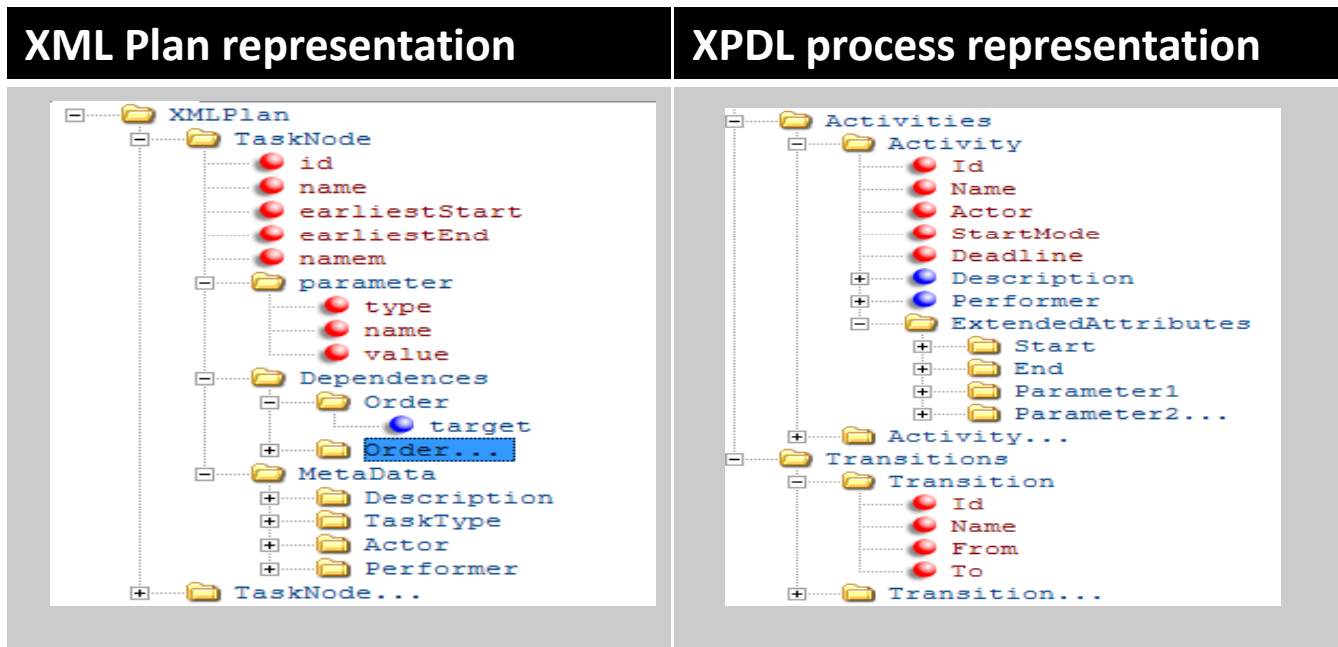 XML Plan representation
XMLPlan
TaskNode
id
name
earliestStart
earliestEnd
namem
parameter
type
name
value
Dependences
Order
target
Order...
MetaData
Description
TaskType
Actor
Performer
TaskNode...
XPDL process representation
Activities
Activity
Id
Name
Actor
StartMode
Deadline
Description
Performer
ExtendedAttributes
Start
End
Parameter1
Parameter2...
Activity...
Transitions
Transition
Id
Name
From
To
Transition...